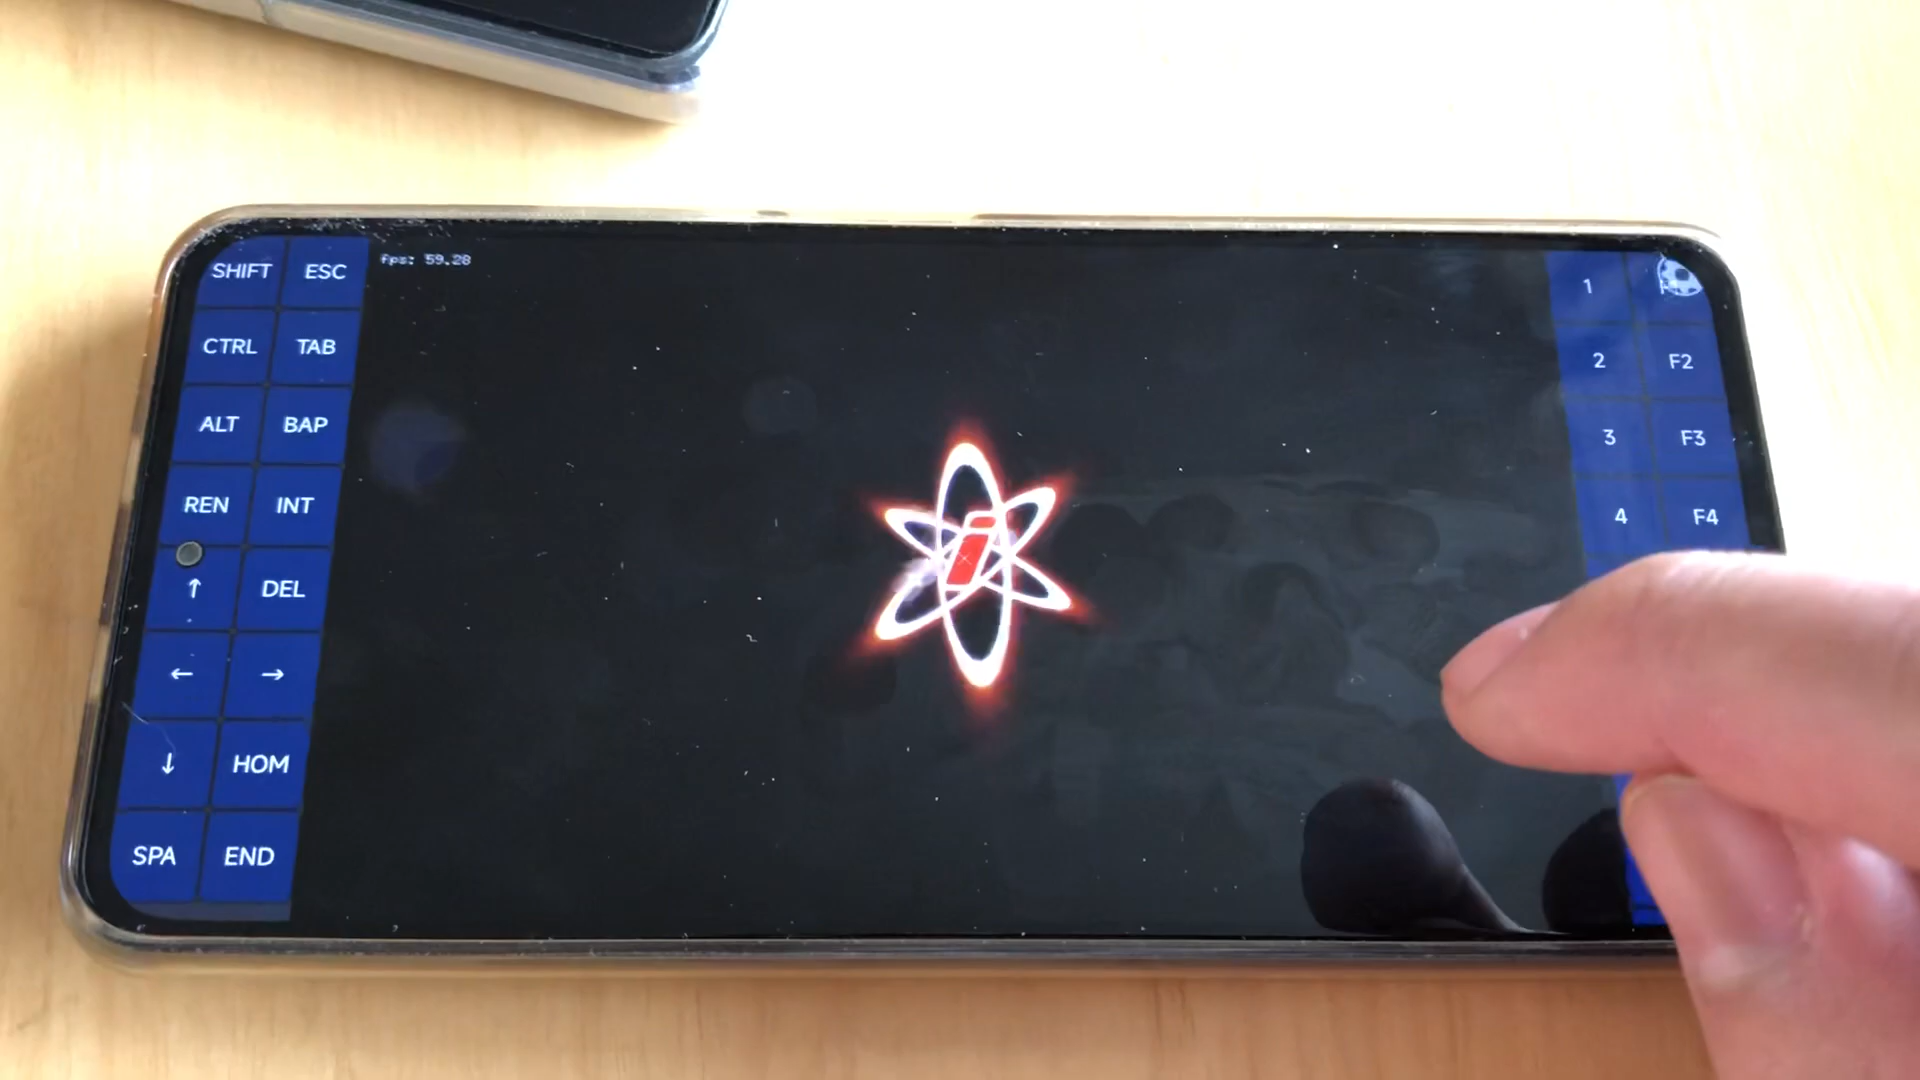 SHIFT ESC
fps: 59.28
1
CTRL TAB
2 F2
ALT BAP
3 F3
REN INT
4 F4
↑ DEL
← →
↓ HOM
SPA END